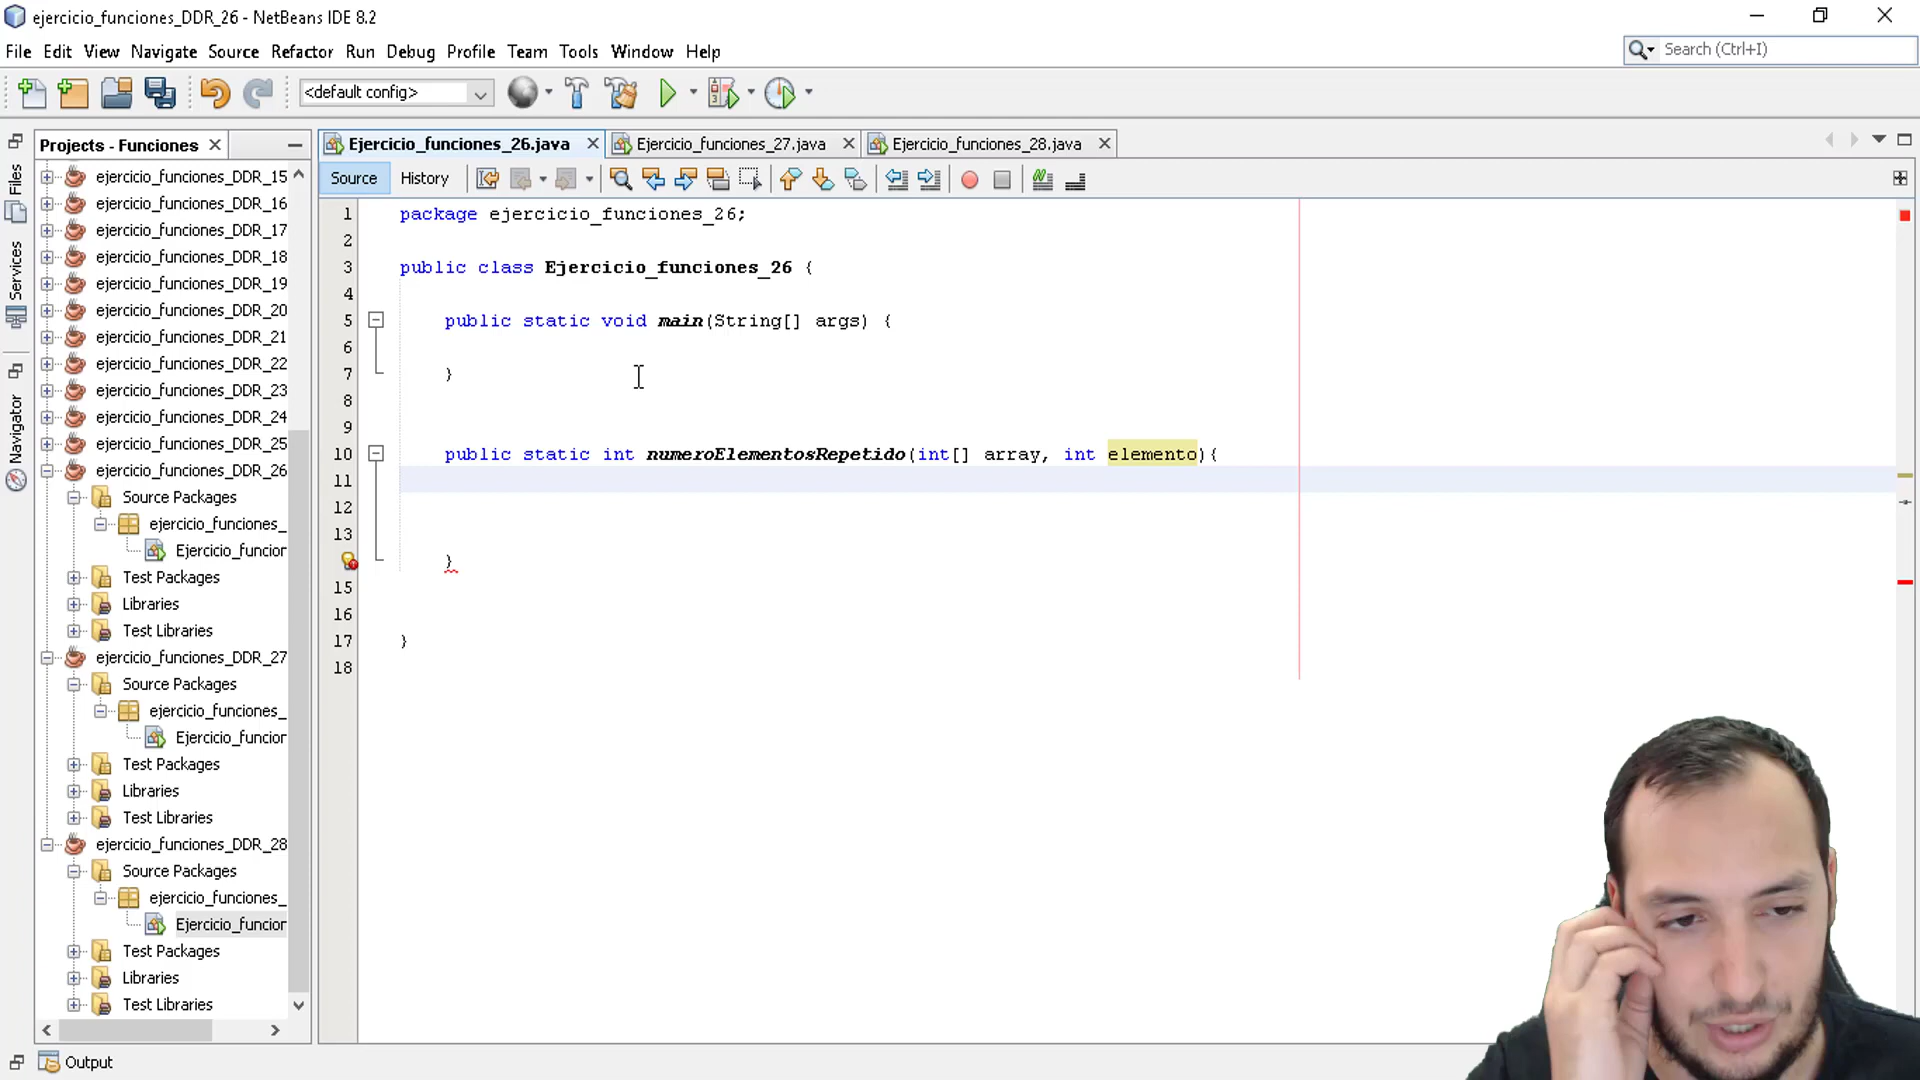 ejercicio_funciones_DDR_26 - NetBeans IDE 8.2
File Edit View Navigate Source Refactor Run Debug Profile Team Tools Window Help
Search (Ctrl+I)
<default config>
Projects - Funciones
Ejercicio_funciones_26.java
Ejercicio_funciones_27.java
Ejercicio_funciones_28.java
Source History
Files
Services
Navigator
ejercicio_funciones_DDR_15
ejercicio_funciones_DDR_16
ejercicio_funciones_DDR_17
ejercicio_funciones_DDR_18
ejercicio_funciones_DDR_19
ejercicio_funciones_DDR_20
ejercicio_funciones_DDR_21
ejercicio_funciones_DDR_22
ejercicio_funciones_DDR_23
ejercicio_funciones_DDR_24
ejercicio_funciones_DDR_25
ejercicio_funciones_DDR_26
Source Packages
ejercicio_funciones_
Ejercicio_funcior
Test Packages
Libraries
Test Libraries
ejercicio_funciones_DDR_27
Source Packages
ejercicio_funciones_
Ejercicio_funcior
Test Packages
Libraries
Test Libraries
ejercicio_funciones_DDR_28
Source Packages
ejercicio_funciones_
Ejercicio_funcior
Test Packages
Libraries
Test Libraries
1 package ejercicio_funciones_26;
2
3 public class Ejercicio_funciones_26 {
4
5 public static void main(String[] args) {
6
7 }
8
9
10 public static int numeroElementosRepetido(int[] array, int elemento){
11
12
13
}
15
16
17 }
18
Output